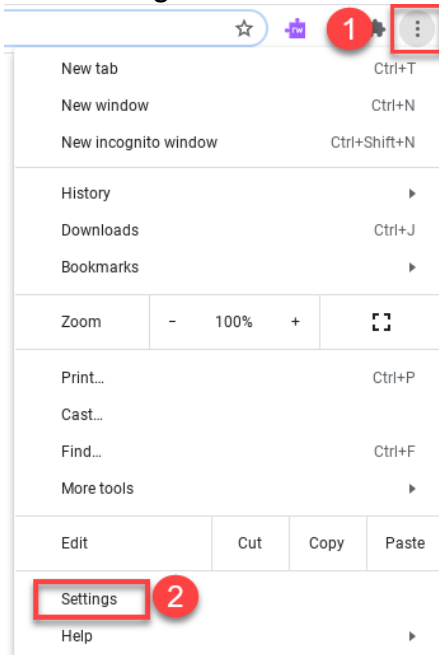 rw 1
New tab Ctrl+T
New window Ctrl+N
New incognito window Ctrl+Shift+N
History
Downloads Ctrl+J
Bookmarks
Zoom - 100% +
Print... Ctrl+P
Cast...
Find... Ctrl+F
More tools
Edit Cut Copy Paste
Settings 2
Help